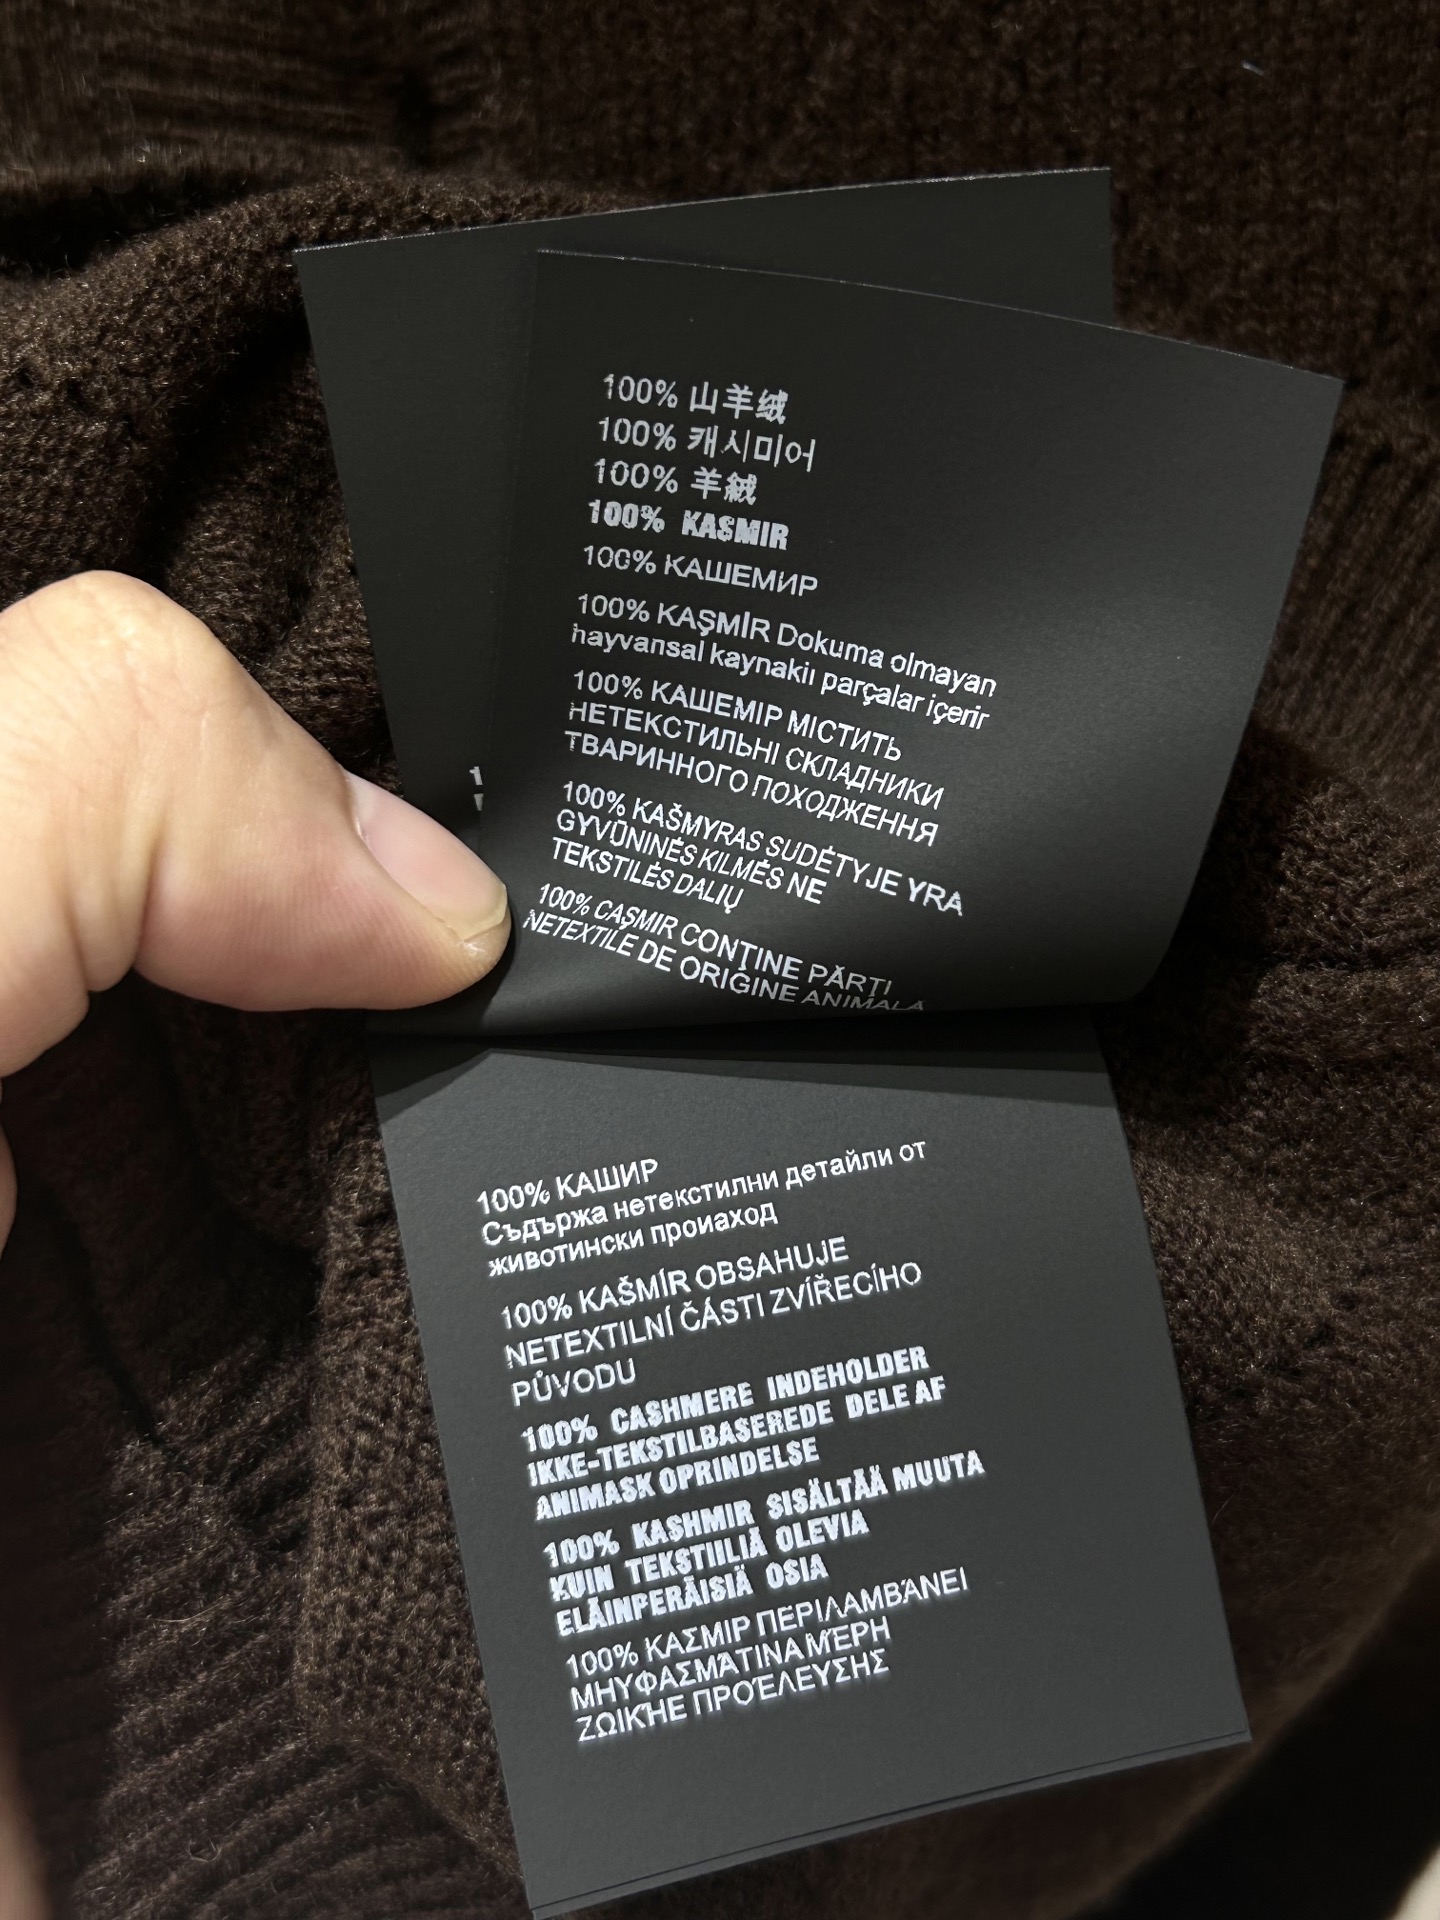 100% 山羊绒
100% 캐시미어
100% 羊絨
100% KASMIR
100% КАШЕМИР
100% KAŞMİR Dokuma olmayan
hayvansal kaynaklı parçalar içerir
100% КАШЕМІР МІСТИТЬ
НЕТЕКСТИЛЬНІ СКЛАДНИКИ
ТВАРИННОГО ПОХОДЖЕННЯ
100% KAŠMYRAS SUDĖTYJE YRA
GYVŪNINĖS KILMĖS NE
TEKSTILĖS DALIŲ
100% CAŞMIR CONŢINE PĂRŢI
NETEXTILE DE ORIGINE ANIMALĂ
100% КАШИР
Съдържа нетекстилни детайли от
животински проиаход
100% KAŠMÍR OBSAHUJE
NETEXTILNÍ ČÁSTI ZVÍŘECÍHO
PŮVODU
100% CASHMERE INDEHOLDER
IKKE-TEKSTILBASEREDE DELE AF
ANIMASK OPRINDELSE
100% KASHMIR SISÄLTÄÄ MUUTA
KUIN TEKSTIILIÄ OLEVIA
ELÄINPERÄISIÄ OSIA
100% ΚΑΣΜΙΡ ΠΕΡΙΛΑΜΒΆΝΕΙ
ΜΗΥΦΑΣΜΆΤΙΝΑ ΜΈΡΗ
ΖΩΙΚΉΕ ΠΡΟΈΛΕΥΣΗΣ